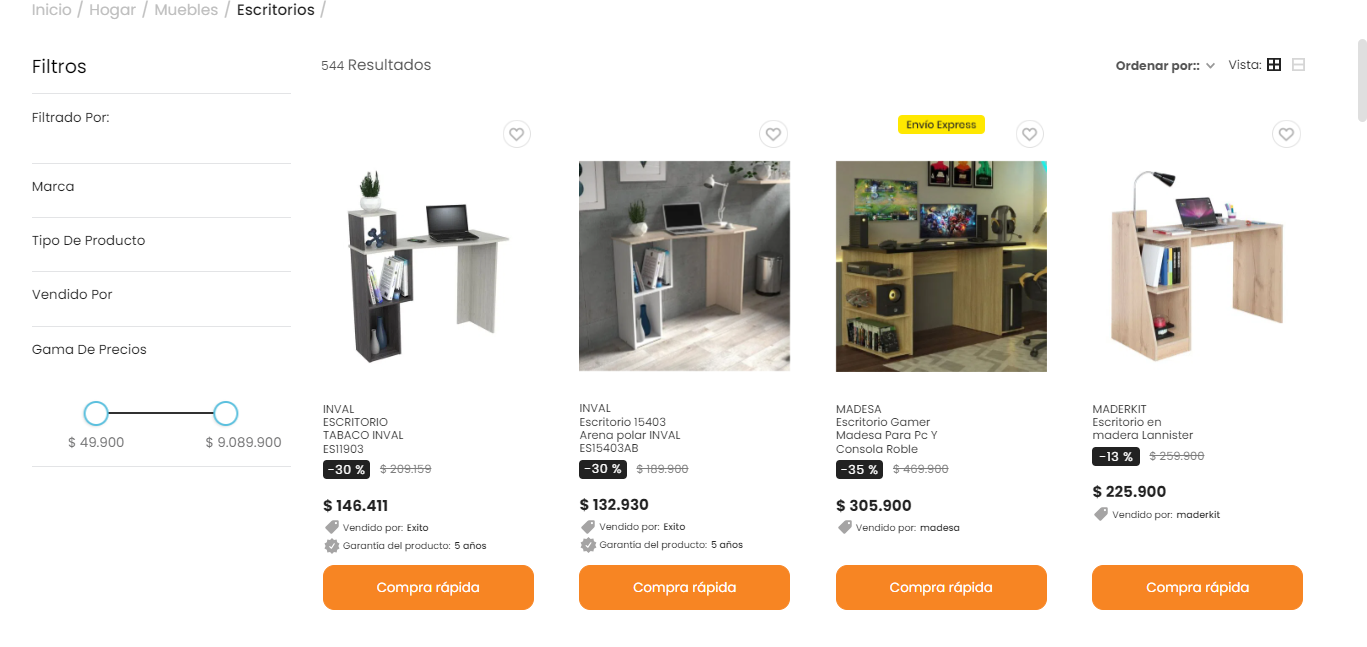 Inicio / Hogar / Muebles / Escritorios /
Filtros
544 Resultados
Ordenar por::
Vista:
Filtrado Por:
Marca
Tipo De Producto
Vendido Por
Gama De Precios
$ 49.900
$ 9.089.900
INVAL
ESCRITORIO
TABACO INVAL
ES11903
-30 % $ 209.159
$ 146.411
Vendido por: Exito
Garantía del producto: 5 años
Compra rápida
INVAL
Escritorio 15403
Arena polar INVAL
ES15403AB
-30 % $ 189.900
$ 132.930
Vendido por: Exito
Garantía del producto: 5 años
Compra rápida
Envío Express
MADESA
Escritorio Gamer
Madesa Para Pc Y
Consola Roble
-35 % $ 469.900
$ 305.900
Vendido por: madesa
Compra rápida
MADERKIT
Escritorio en
madera Lannister
-13 % $ 259.900
$ 225.900
Vendido por: maderkit
Compra rápida